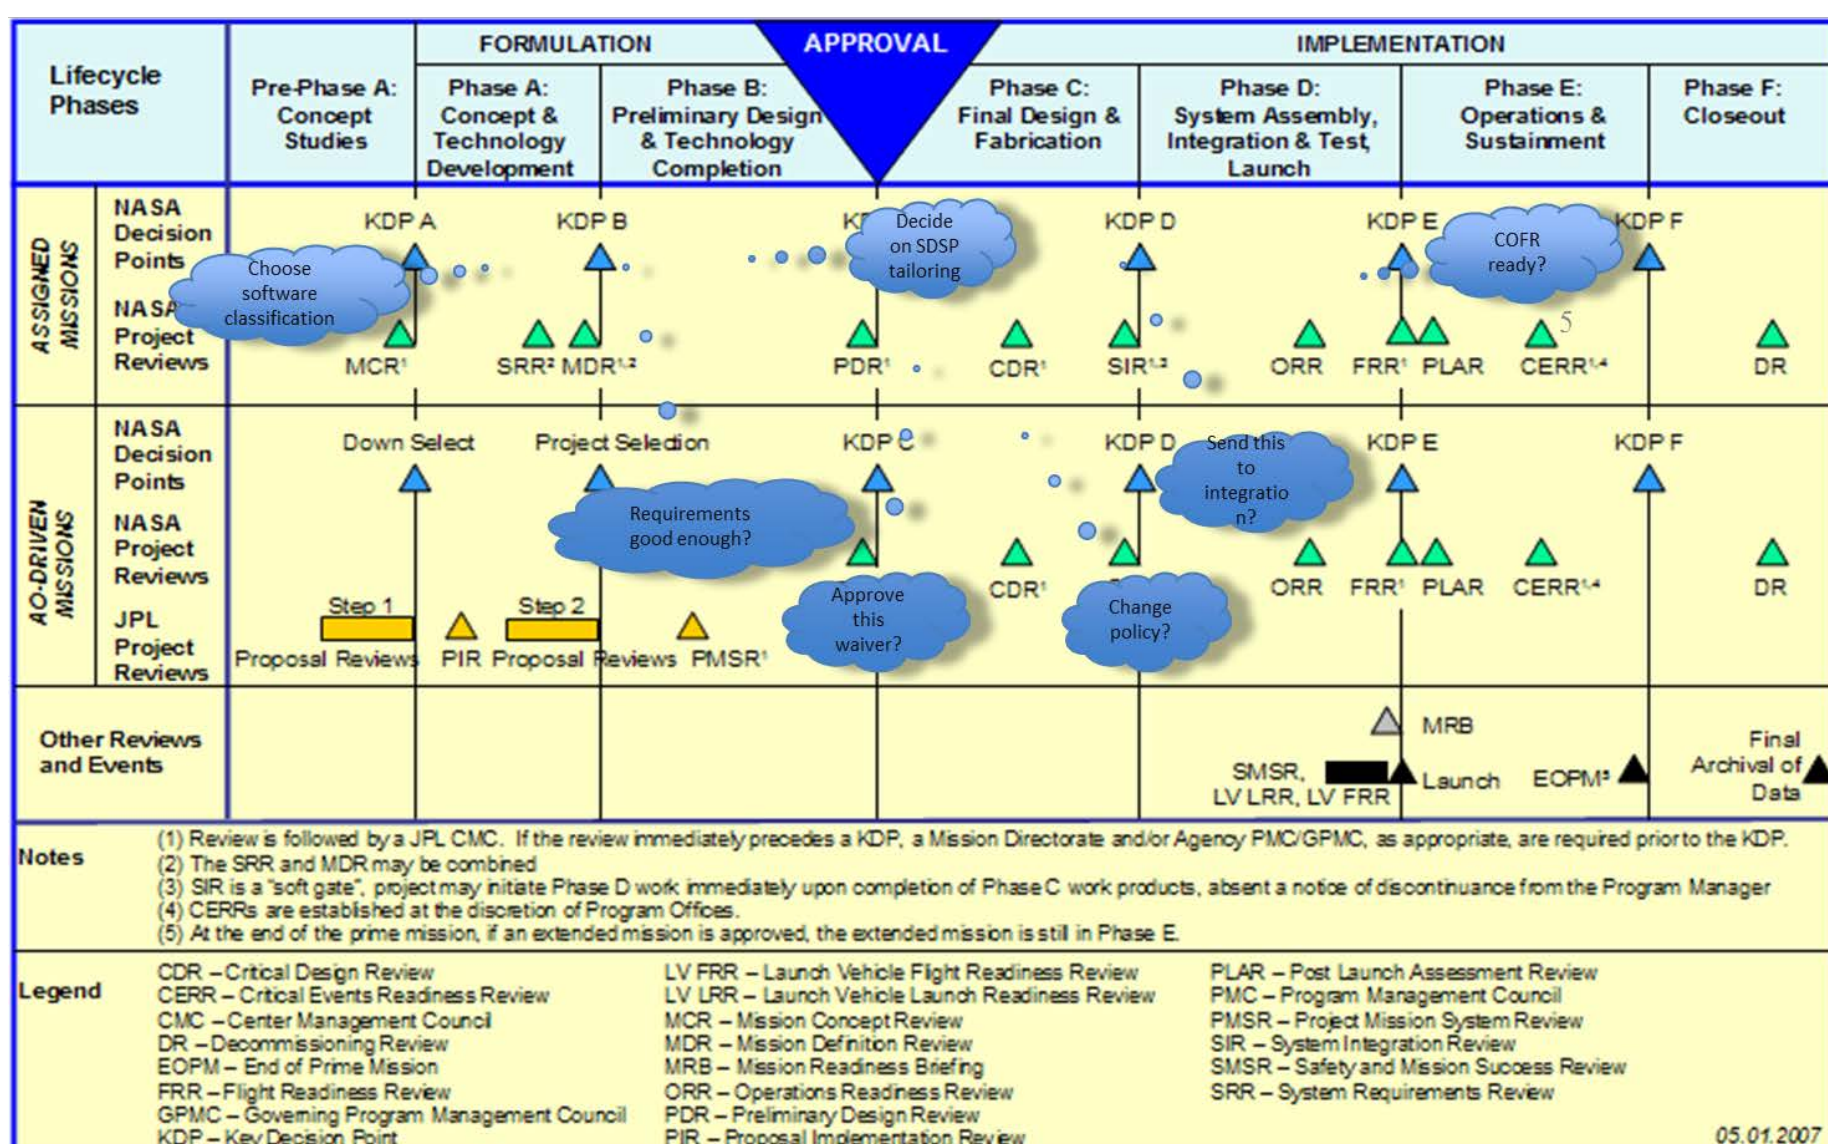 Lifecycle
Phases
FORMULATION
APPROVAL
IMPLEMENTATION
Pre-Phase A:
Concept
Studies
Phase A:
Concept &
Technology
Development
Phase B:
Preliminary Design
& Technology
Completion
Phase C:
Final Design &
Fabrication
Phase D:
System Assembly,
Integration & Test,
Launch
Phase E:
Operations &
Sustainment
Phase F:
Closeout
ASSIGNED
MISSIONS
NASA
Decision
Points
KDP A
KDP B
Decide
on SDSP
tailoring
KDP D
KDP E
COFR
ready?
KDP F
Choose
software
classification
NASA
Project
Reviews
5
MCR¹
SRR²
MDR¹,²
PDR¹
CDR¹
SIR¹,³
ORR
FRR¹
PLAR
CERR¹,⁴
DR
AO-DRIVEN
MISSIONS
NASA
Decision
Points
Down Select
Project Selection
KDP C
KDP D
Send this
to
integratio
n?
KDP E
KDP F
Requirements
good enough?
NASA
Project
Reviews
CDR¹
ORR
FRR¹
PLAR
CERR¹,⁴
DR
Approve
this
waiver?
Change
policy?
JPL
Project
Reviews
Step 1
Proposal Reviews
PIR
Step 2
Proposal Reviews
PMSR¹
Other Reviews
and Events
MRB
SMSR,
LV LRR, LV FRR
Launch
EOPM⁵
Final
Archival of
Data
Notes
(1) Review is followed by a JPL CMC. If the review immediately precedes a KDP, a Mission Directorate and/or Agency PMC/GPMC, as appropriate, are required prior to the KDP.
(2) The SRR and MDR may be combined
(3) SIR is a "soft gate", project may initiate Phase D work immediately upon completion of Phase C work products, absent a notice of discontinuance from the Program Manager
(4) CERRs are established at the discretion of Program Offices.
(5) At the end of the prime mission, if an extended mission is approved, the extended mission is still in Phase E.
Legend
CDR – Critical Design Review
CERR – Critical Events Readiness Review
CMC – Center Management Council
DR – Decommissioning Review
EOPM – End of Prime Mission
FRR – Flight Readiness Review
GPMC – Governing Program Management Council
KDP – Key Decision Point
LV FRR – Launch Vehicle Flight Readiness Review
LV LRR – Launch Vehicle Launch Readiness Review
MCR – Mission Concept Review
MDR – Mission Definition Review
MRB – Mission Readiness Briefing
ORR – Operations Readiness Review
PDR – Preliminary Design Review
PIR – Proposal Implementation Review
PLAR – Post Launch Assessment Review
PMC – Program Management Council
PMSR – Project Mission System Review
SIR – System Integration Review
SMSR – Safety and Mission Success Review
SRR – System Requirements Review
05.01.2007